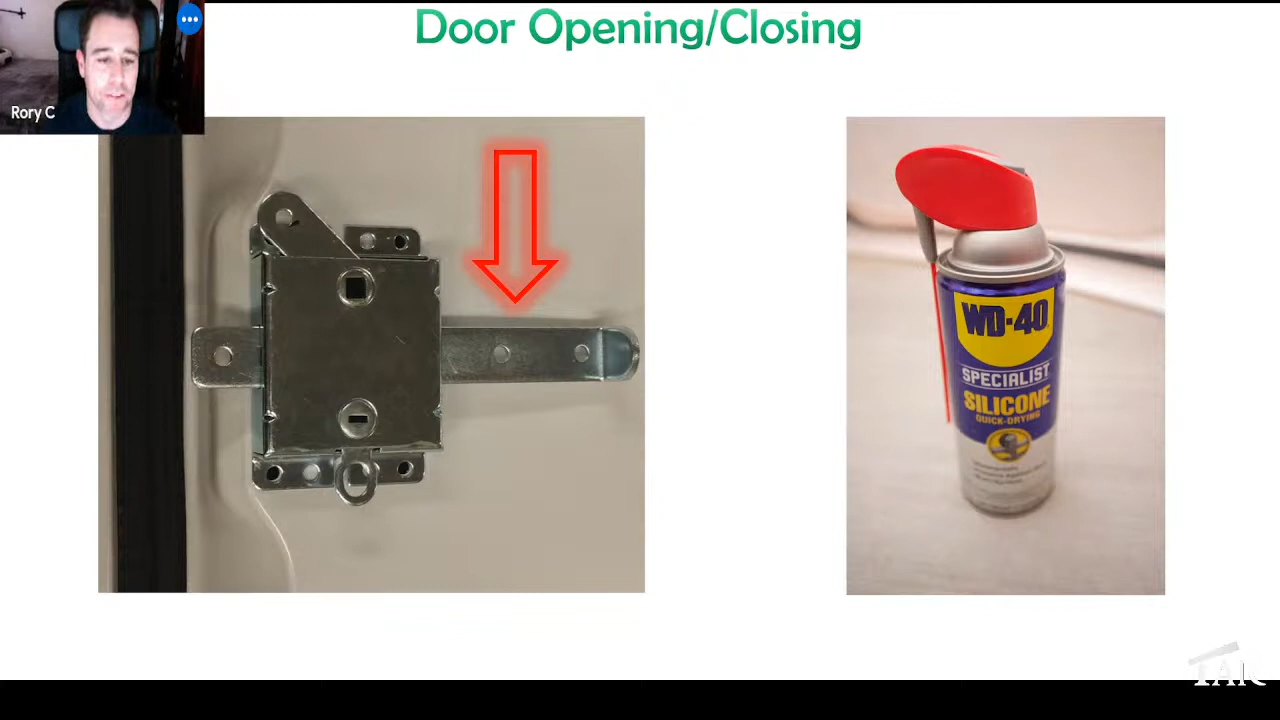 Door Opening/Closing
Rory C
WD-40
SPECIALIST
SILICONE
QUICK-DRYING